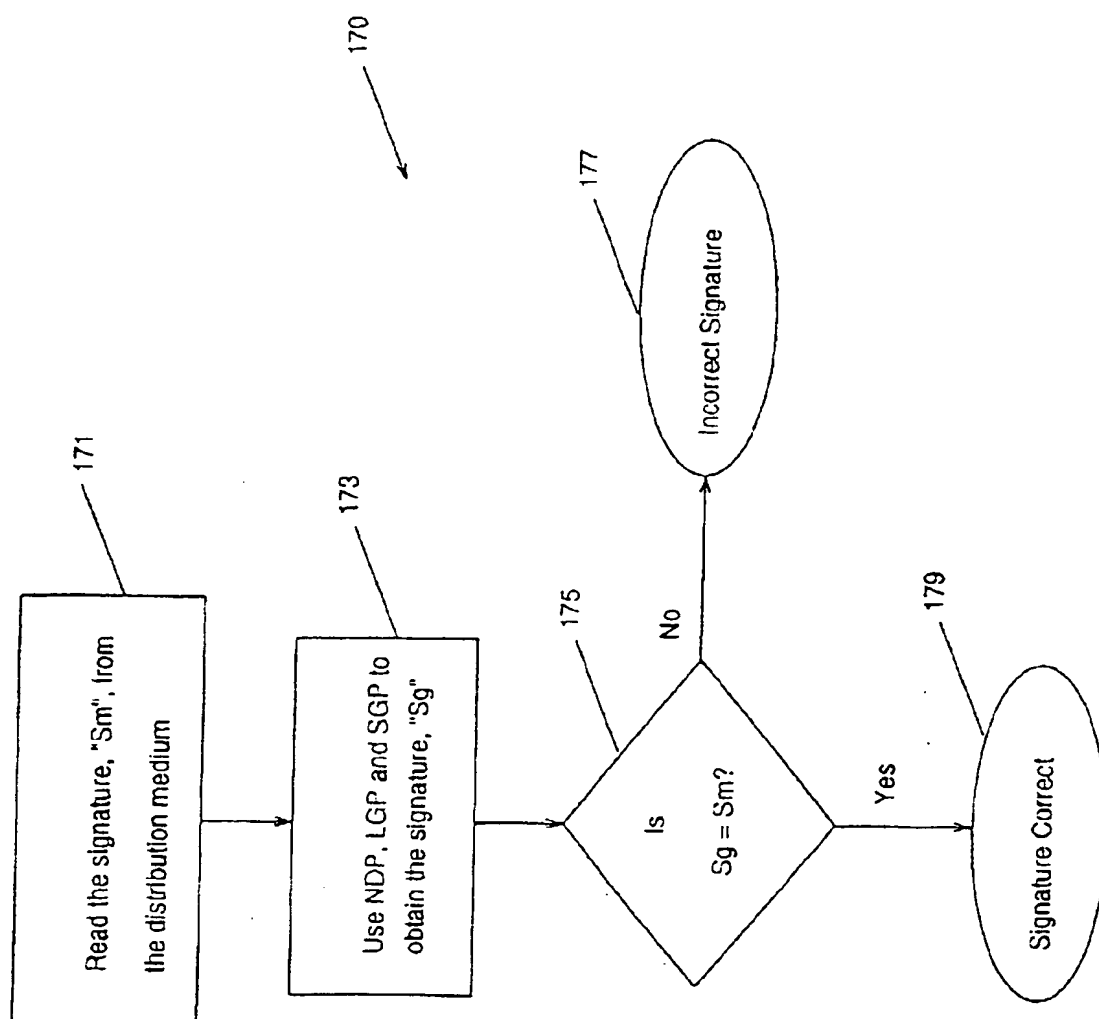 170
171
Read the signature, "Sm", from
the distribution medium
173
Use NDP, LGP and SGP to
obtain the signature, "Sg"
175
Is
Sg = Sm?
No
177
Incorrect Signature
Yes
179
Signature Correct